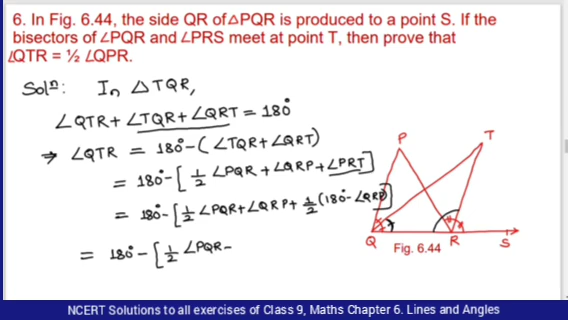 6. In Fig. 6.44, the side QR of △PQR is produced to a point S. If the
bisectors of ∠PQR and ∠PRS meet at point T, then prove that
∠QTR = ½ ∠QPR.
Solⁿ: In △TQR,
∠QTR + ∠TQR + ∠QRT = 180°
⇒ ∠QTR = 180° - (∠TQR + ∠QRT)
= 180° - [ 1/2 ∠PQR + ∠QRP + ∠PRT]
= 180° - [ 1/2 ∠PQR + ∠QRP + 1/2 (180° - ∠QRP)]
= 180° - [ 1/2 ∠PQR -
P
T
Q
R
S
Fig. 6.44
NCERT Solutions to all exercises of Class 9, Maths Chapter 6. Lines and Angles